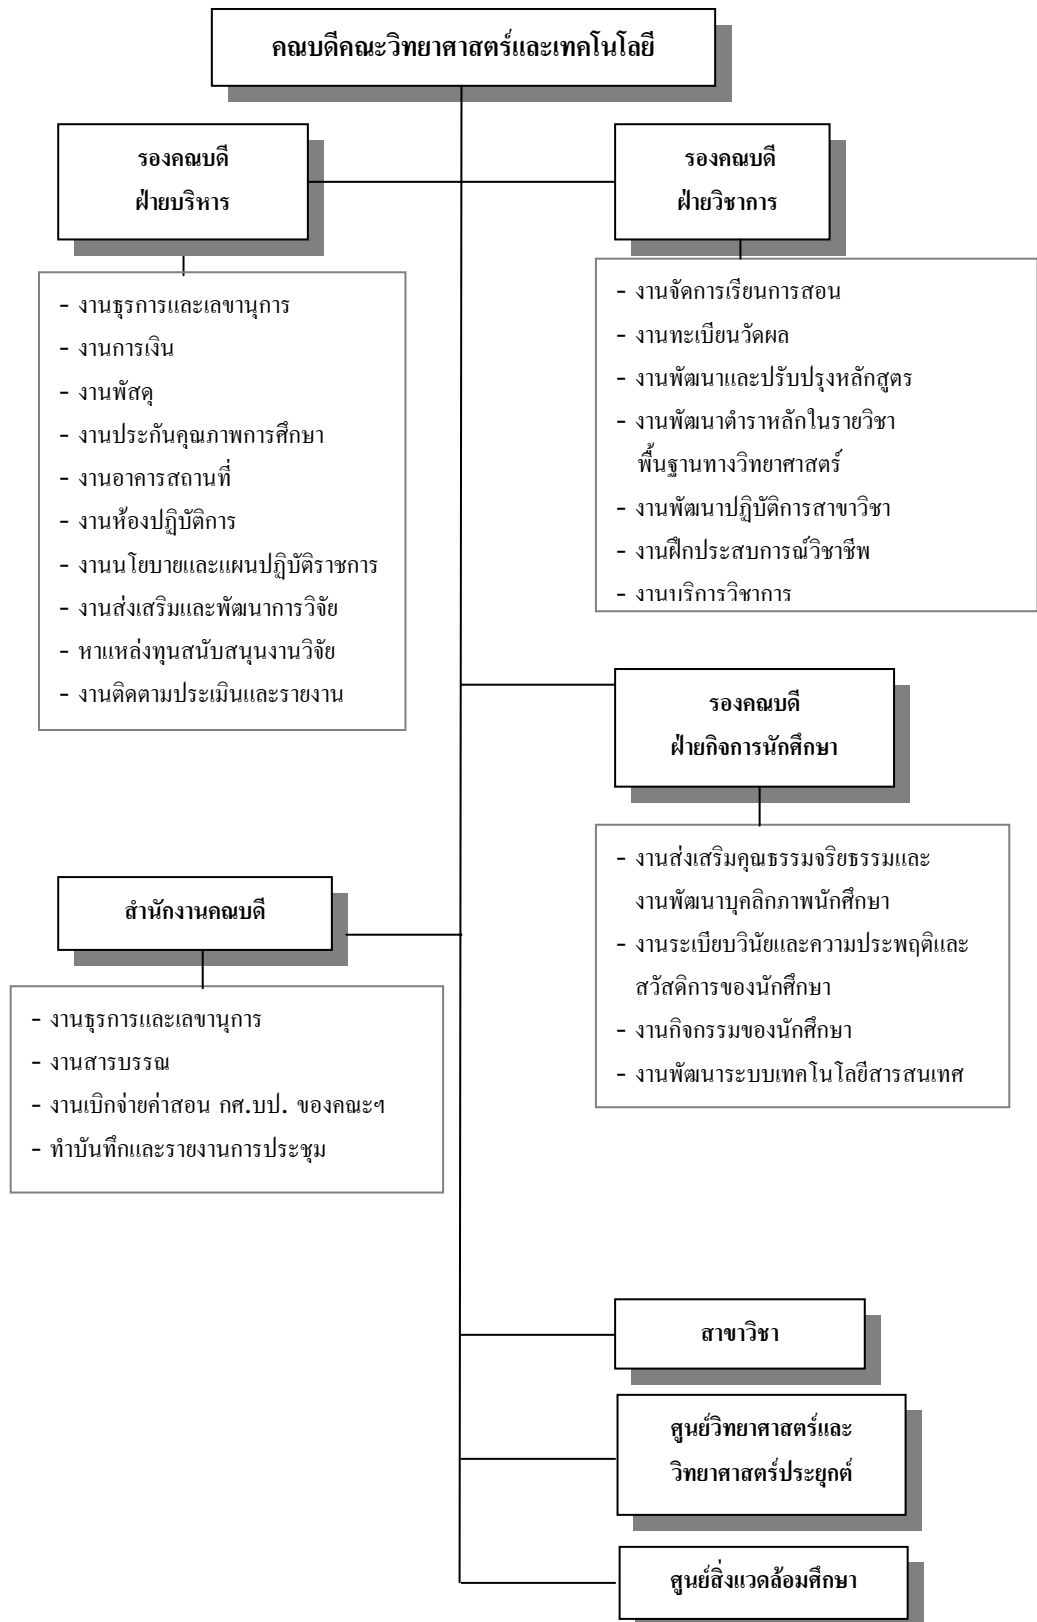 คณบดีคณะวิทยาศาสตร์และเทคโนโลยี
รองคณบดี
ฝ่ายบริหาร
- งานธุรการและเลขานุการ
- งานการเงิน
- งานพัสดุ
- งานประกันคุณภาพการศึกษา
- งานอาคารสถานที่
- งานห้องปฏิบัติการ
- งานนโยบายและแผนปฏิบัติราชการ
- งานส่งเสริมและพัฒนาการวิจัย
- หาแหล่งทุนสนับสนุนงานวิจัย
- งานติดตามประเมินและรายงาน
รองคณบดี
ฝ่ายวิชาการ
- งานจัดการเรียนการสอน
- งานทะเบียนวัดผล
- งานพัฒนาและปรับปรุงหลักสูตร
- งานพัฒนาตำราหลักในรายวิชา
พื้นฐานทางวิทยาศาสตร์
- งานพัฒนาปฏิบัติการสาขาวิชา
- งานฝึกประสบการณ์วิชาชีพ
- งานบริการวิชาการ
รองคณบดี
ฝ่ายกิจการนักศึกษา
- งานส่งเสริมคุณธรรมจริยธรรมและ
งานพัฒนาบุคลิกภาพนักศึกษา
- งานระเบียบวินัยและความประพฤติและ
สวัสดิการของนักศึกษา
- งานกิจกรรมของนักศึกษา
- งานพัฒนาระบบเทคโนโลยีสารสนเทศ
สำนักงานคณบดี
- งานธุรการและเลขานุการ
- งานสารบรรณ
- งานเบิกจ่ายค่าสอน กศ.บป. ของคณะฯ
- ทำบันทึกและรายงานการประชุม
สาขาวิชา
ศูนย์วิทยาศาสตร์และ
วิทยาศาสตร์ประยุกต์
ศูนย์สิ่งแวดล้อมศึกษา